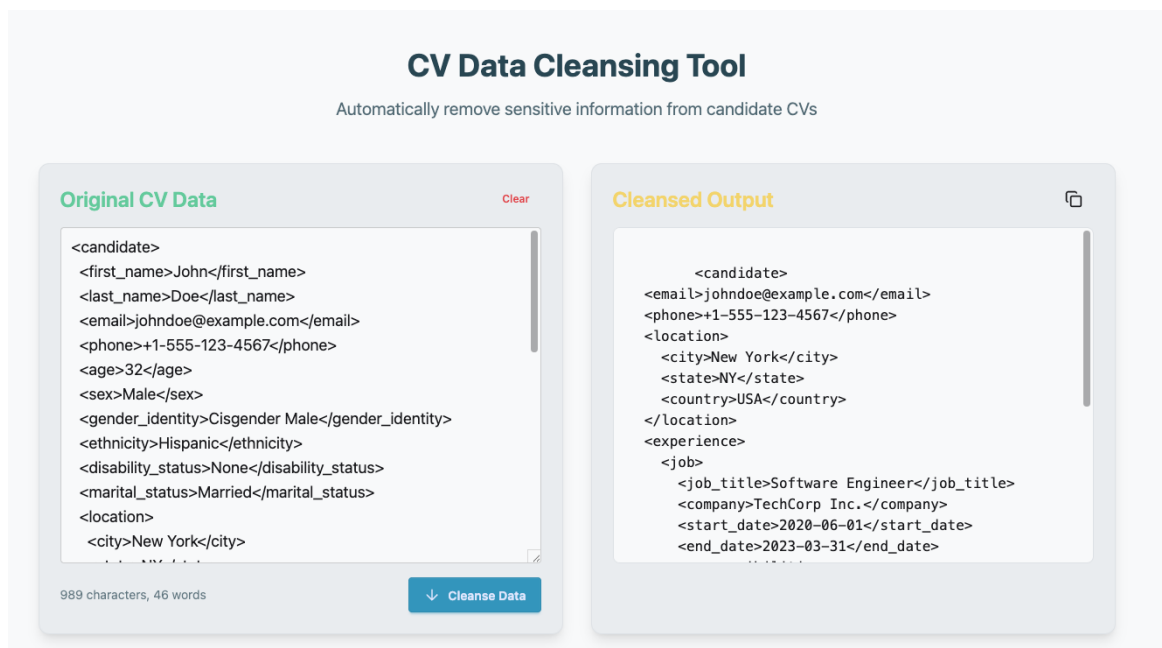 CV Data Cleansing Tool
Automatically remove sensitive information from candidate CVs
Original CV Data
Clear
<candidate>
<first_name>John</first_name>
<last_name>Doe</last_name>
<email>johndoe@example.com</email>
<phone>+1-555-123-4567</phone>
<age>32</age>
<sex>Male</sex>
<gender_identity>Cisgender Male</gender_identity>
<ethnicity>Hispanic</ethnicity>
<disability_status>None</disability_status>
<marital_status>Married</marital_status>
<location>
<city>New York</city>
989 characters, 46 words
Cleanse Data
Cleansed Output
<candidate>
<email>johndoe@example.com</email>
<phone>+1-555-123-4567</phone>
<location>
<city>New York</city>
<state>NY</state>
<country>USA</country>
</location>
<experience>
<job>
<job_title>Software Engineer</job_title>
<company>TechCorp Inc.</company>
<start_date>2020-06-01</start_date>
<end_date>2023-03-31</end_date>